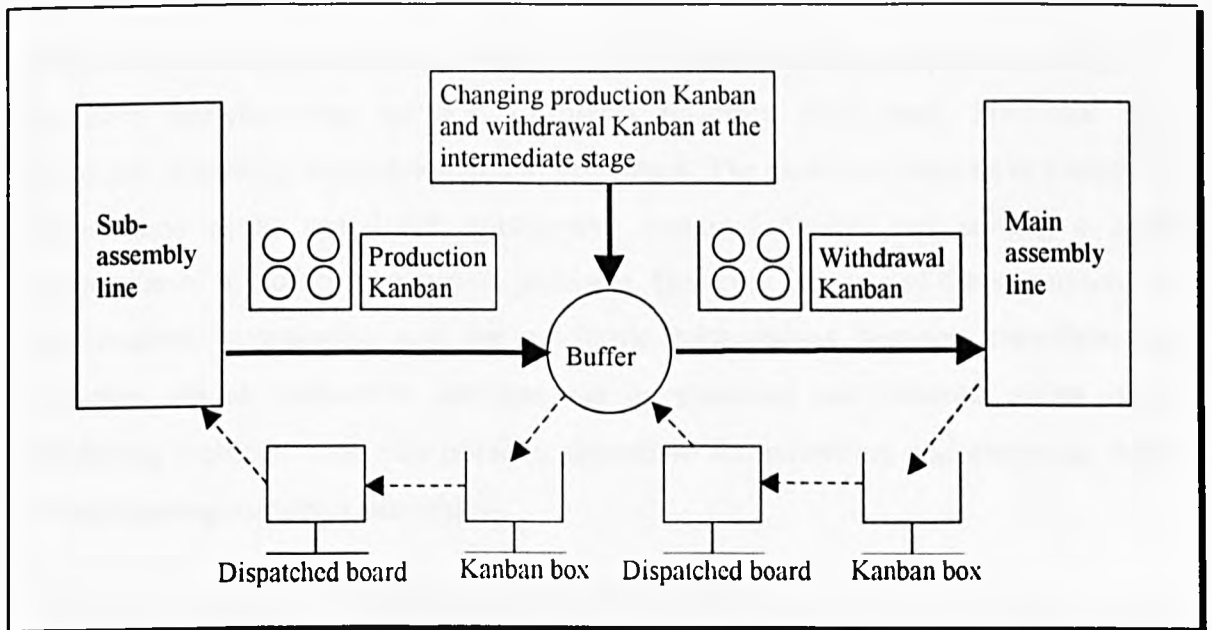 Changing production Kanban
and withdrawal Kanban at the
intermediate stage
Sub-
assembly
line
Production
Kanban
Withdrawal
Kanban
Main
assembly
line
Buffer
Dispatched board
Kanban box
Dispatched board
Kanban box